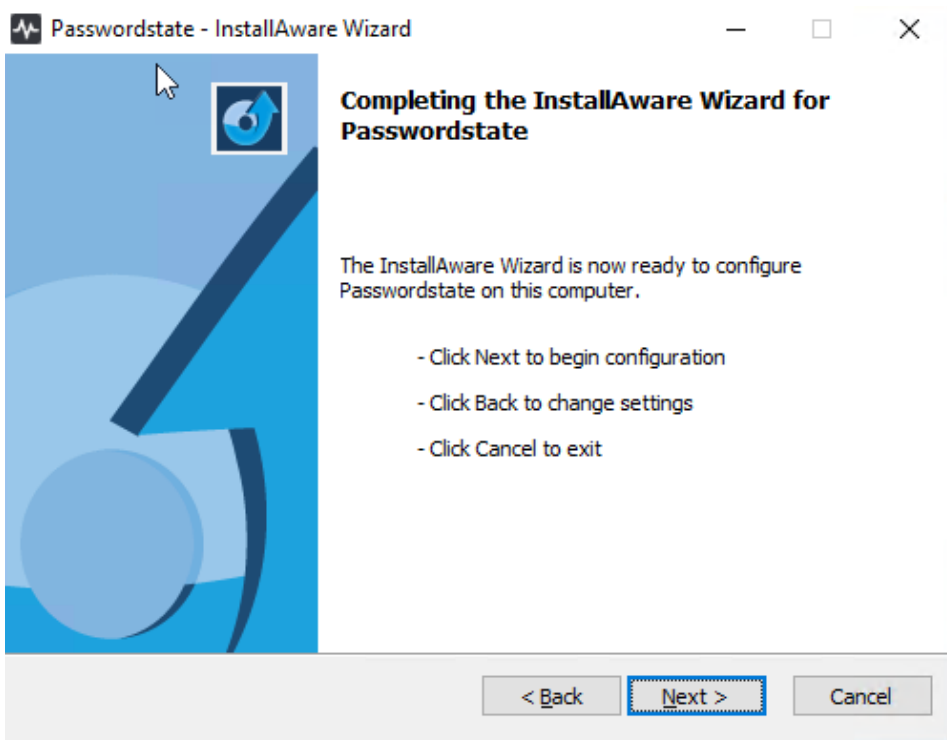 Passwordstate - InstallAware Wizard
Completing the InstallAware Wizard for
Passwordstate
The InstallAware Wizard is now ready to configure
Passwordstate on this computer.
- Click Next to begin configuration
- Click Back to change settings
- Click Cancel to exit
< Back
Next >
Cancel